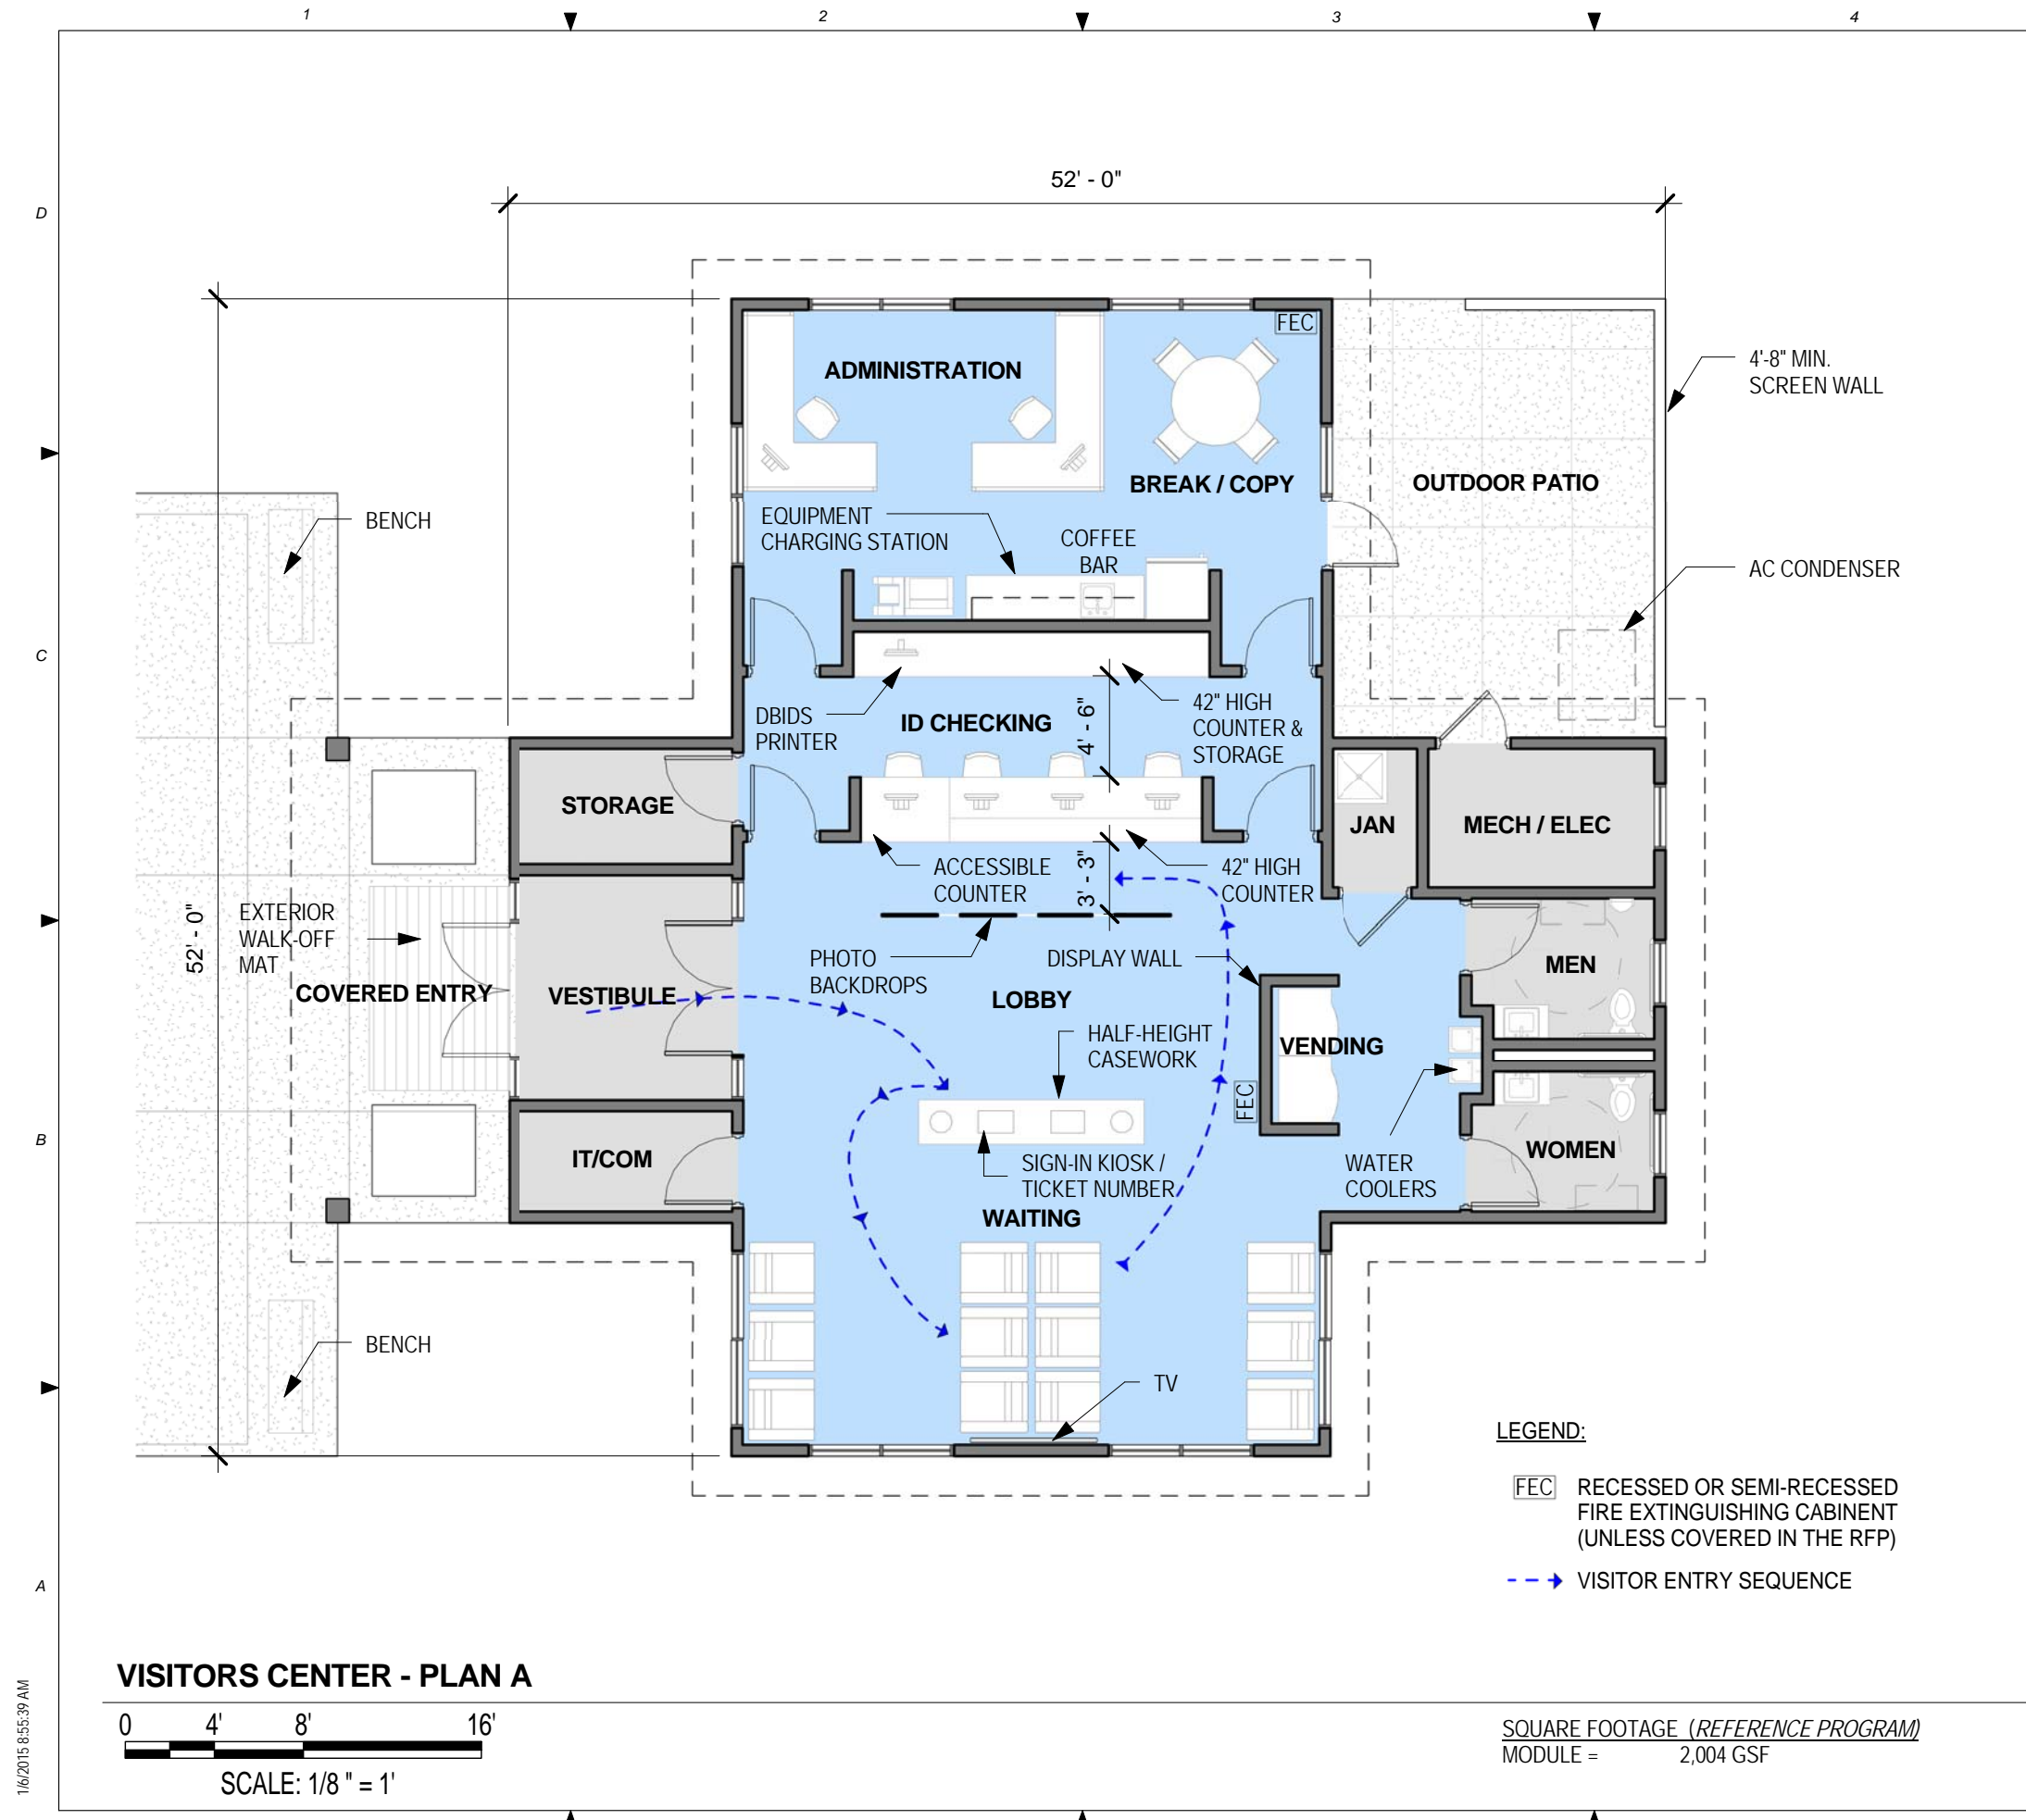 1
2
3
4
D
C
B
A
52' - 0"
52' - 0"
ADMINISTRATION
FEC
BREAK / COPY
OUTDOOR PATIO
4'-8" MIN.
SCREEN WALL
BENCH
EQUIPMENT
CHARGING STATION
COFFEE
BAR
AC CONDENSER
DBIDS
PRINTER
ID CHECKING
4' - 6"
42" HIGH
COUNTER &
STORAGE
STORAGE
JAN
MECH / ELEC
ACCESSIBLE
COUNTER
3' - 3"
42" HIGH
COUNTER
EXTERIOR
WALK-OFF
MAT
COVERED ENTRY
VESTIBULE
PHOTO
BACKDROPS
DISPLAY WALL
LOBBY
MEN
HALF-HEIGHT
CASEWORK
VENDING
FEC
IT/COM
SIGN-IN KIOSK /
TICKET NUMBER
WATER
COOLERS
WOMEN
WAITING
BENCH
TV
LEGEND:
FEC RECESSED OR SEMI-RECESSED
FIRE EXTINGUISHING CABINENT
(UNLESS COVERED IN THE RFP)
VISITOR ENTRY SEQUENCE
VISITORS CENTER - PLAN A
0 4' 8' 16'
SCALE: 1/8 " = 1'
SQUARE FOOTAGE (REFERENCE PROGRAM)
MODULE = 2,004 GSF
1/6/2015 8:55:39 AM